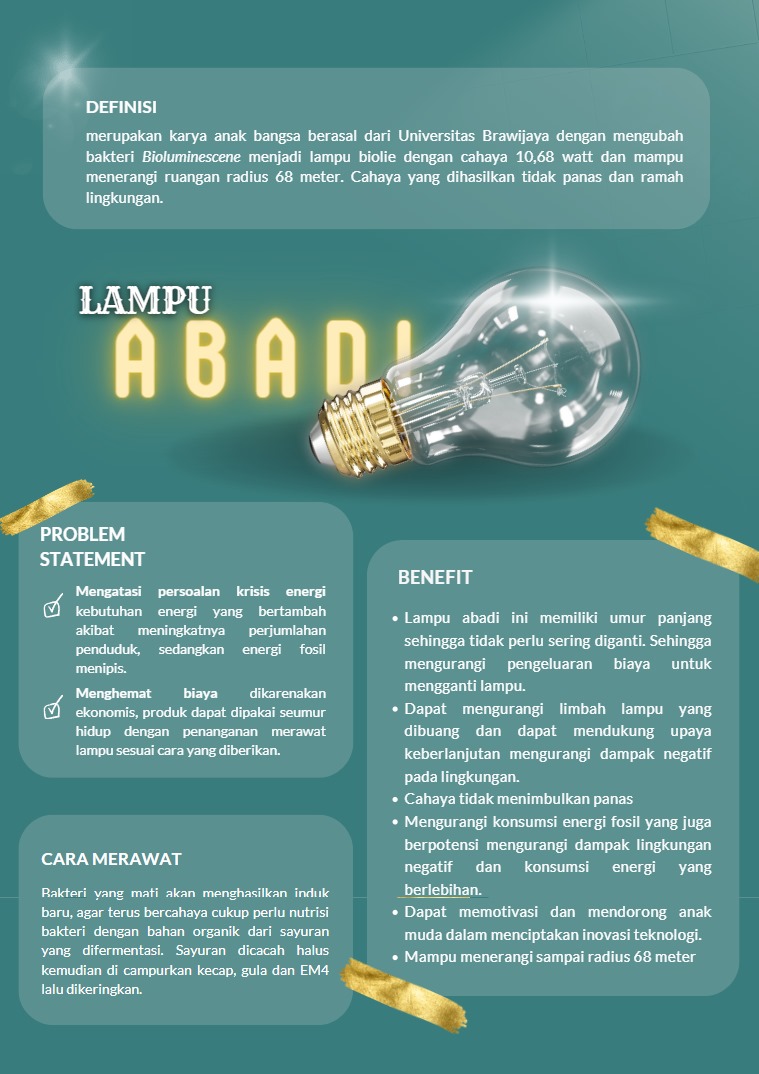 DEFINISI
merupakan karya anak bangsa berasal dari Universitas Brawijaya dengan mengubah
bakteri Bioluminescene menjadi lampu biolie dengan cahaya 10,68 watt dan mampu
menerangi ruangan radius 68 meter. Cahaya yang dihasilkan tidak panas dan ramah
lingkungan.
LAMPU
ABADI
PROBLEM
STATEMENT
Mengatasi persoalan krisis energi
kebutuhan energi yang bertambah
akibat meningkatnya perjumlahan
penduduk, sedangkan energi fosil
menipis.
Menghemat biaya dikarenakan
ekonomis, produk dapat dipakai seumur
hidup dengan penanganan merawat
lampu sesuai cara yang diberikan.
CARA MERAWAT
Bakteri yang mati akan menghasilkan induk
baru, agar terus bercahaya cukup perlu nutrisi
bakteri dengan bahan organik dari sayuran
yang difermentasi. Sayuran dicacah halus
kemudian di campurkan kecap, gula dan EM4
lalu dikeringkan.
BENEFIT
• Lampu abadi ini memiliki umur panjang
sehingga tidak perlu sering diganti. Sehingga
mengurangi pengeluaran biaya untuk
mengganti lampu.
• Dapat mengurangi limbah lampu yang
dibuang dan dapat mendukung upaya
keberlanjutan mengurangi dampak negatif
pada lingkungan.
• Cahaya tidak menimbulkan panas
• Mengurangi konsumsi energi fosil yang juga
berpotensi mengurangi dampak lingkungan
negatif dan konsumsi energi yang
berlebihan.
• Dapat memotivasi dan mendorong anak
muda dalam menciptakan inovasi teknologi.
• Mampu menerangi sampai radius 68 meter